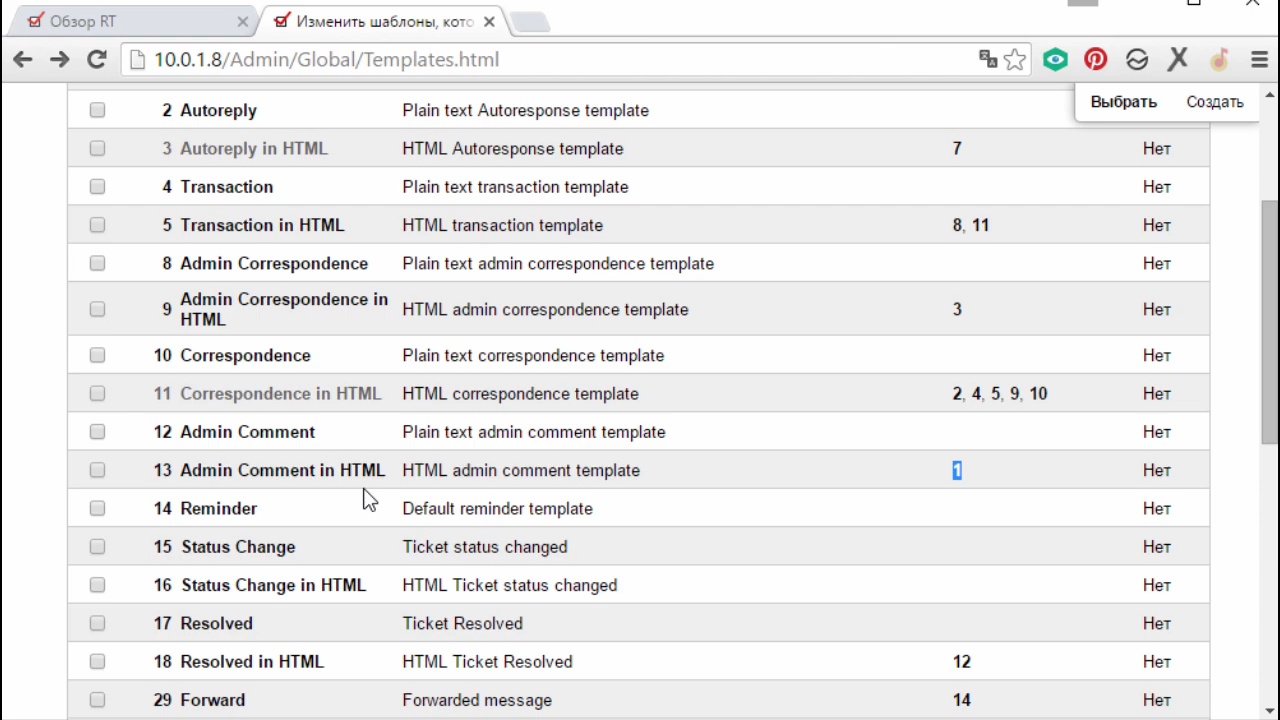 Обзор RT
Изменить шаблоны, кото
10.0.1.8/Admin/Global/Templates.html
Выбрать Создать
2 Autoreply Plain text Autoresponse template
3 Autoreply in HTML HTML Autoresponse template 7 Нет
4 Transaction Plain text transaction template Нет
5 Transaction in HTML HTML transaction template 8, 11 Нет
8 Admin Correspondence Plain text admin correspondence template Нет
9 Admin Correspondence in HTML admin correspondence template 3 Нет
HTML
10 Correspondence Plain text correspondence template Нет
11 Correspondence in HTML HTML correspondence template 2, 4, 5, 9, 10 Нет
12 Admin Comment Plain text admin comment template Нет
13 Admin Comment in HTML HTML admin comment template 1 Нет
14 Reminder Default reminder template Нет
15 Status Change Ticket status changed Нет
16 Status Change in HTML HTML Ticket status changed Нет
17 Resolved Ticket Resolved Нет
18 Resolved in HTML HTML Ticket Resolved 12 Нет
29 Forward Forwarded message 14 Нет